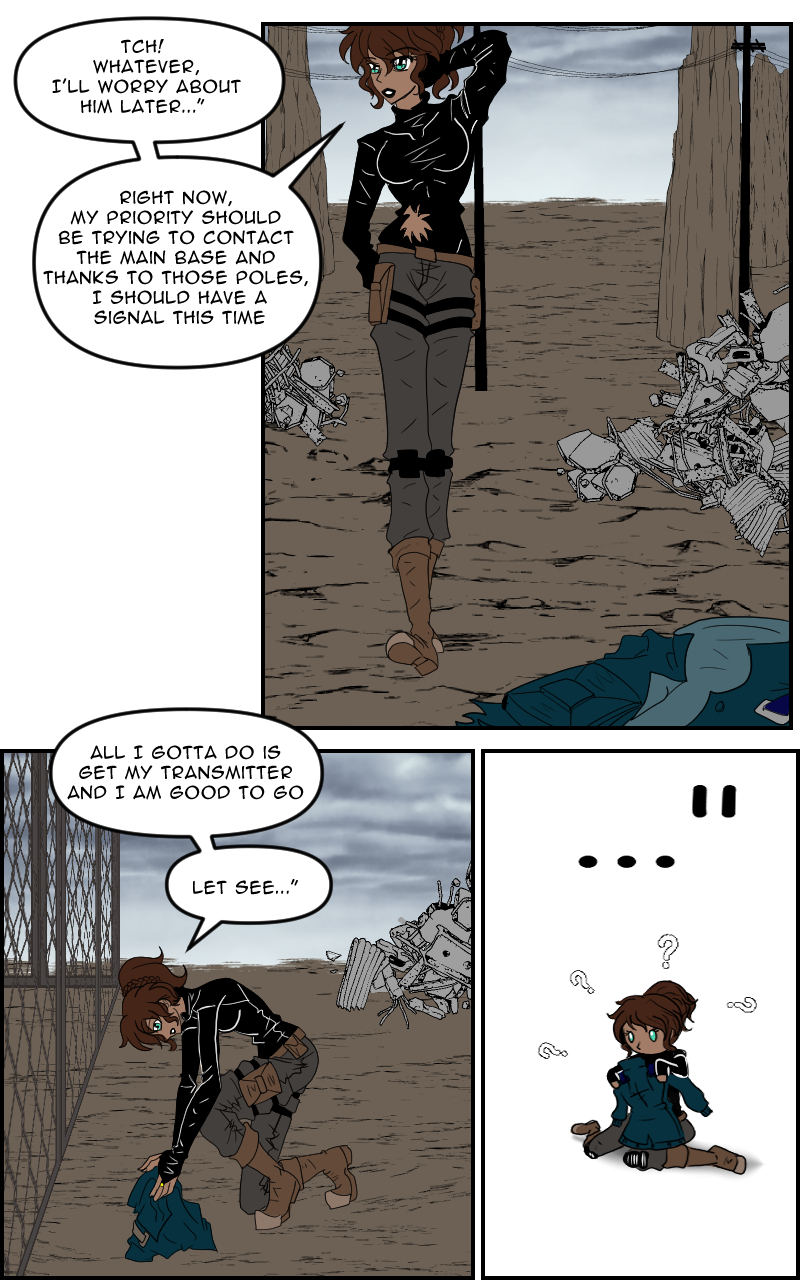 TCH!
WHATEVER,
I'LL WORRY ABOUT
HIM LATER..."
RIGHT NOW,
MY PRIORITY SHOULD
BE TRYING TO CONTACT
THE MAIN BASE AND
THANKS TO THOSE POLES,
I SHOULD HAVE A
SIGNAL THIS TIME
ALL I GOTTA DO IS
GET MY TRANSMITTER
AND I AM GOOD TO GO
LET SEE..."
"
...
? ? ? ?